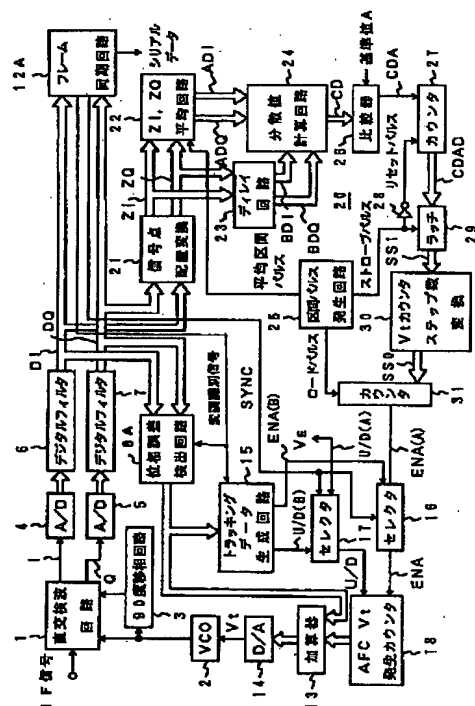 IF信号
直交検波
回路
1
I
Q
A/D
4
A/D
5
デジタルフィルタ
6
デジタルフィルタ
7
DI
DQ
フレーム
同期回路
12A
シリアル
データ
90度移相回路
3
VCO
2
Vt
D/A
14
加算器
13
位相誤差
検出回路
8A
変調識別信号
SYNC
信号点
配置変換
21
ZI
ZQ
ZI, ZQ
平均回路
22
ADI
ADQ
ディレイ
回路
23
BDI
BDQ
分散値
計算回路
24
CD
平均区間
パルス
区間パルス
発生回路
25
ロードパルス
ストローブパルス
20
比較器
26
基準値A
CDA
カウンタ
27
リセットパルス
28
CDAD
ラッチ
29
SS1
Vtカウンタ
ステップ数
変換
30
SS0
カウンタ
31
トラッキング
データ
生成回路
15
ENA(B)
U/D(B)
VE
U/D(A)
ENA(A)
セレクタ
17
セレクタ
16
U/D
ENA
AFC Vt
発生カウンタ
18